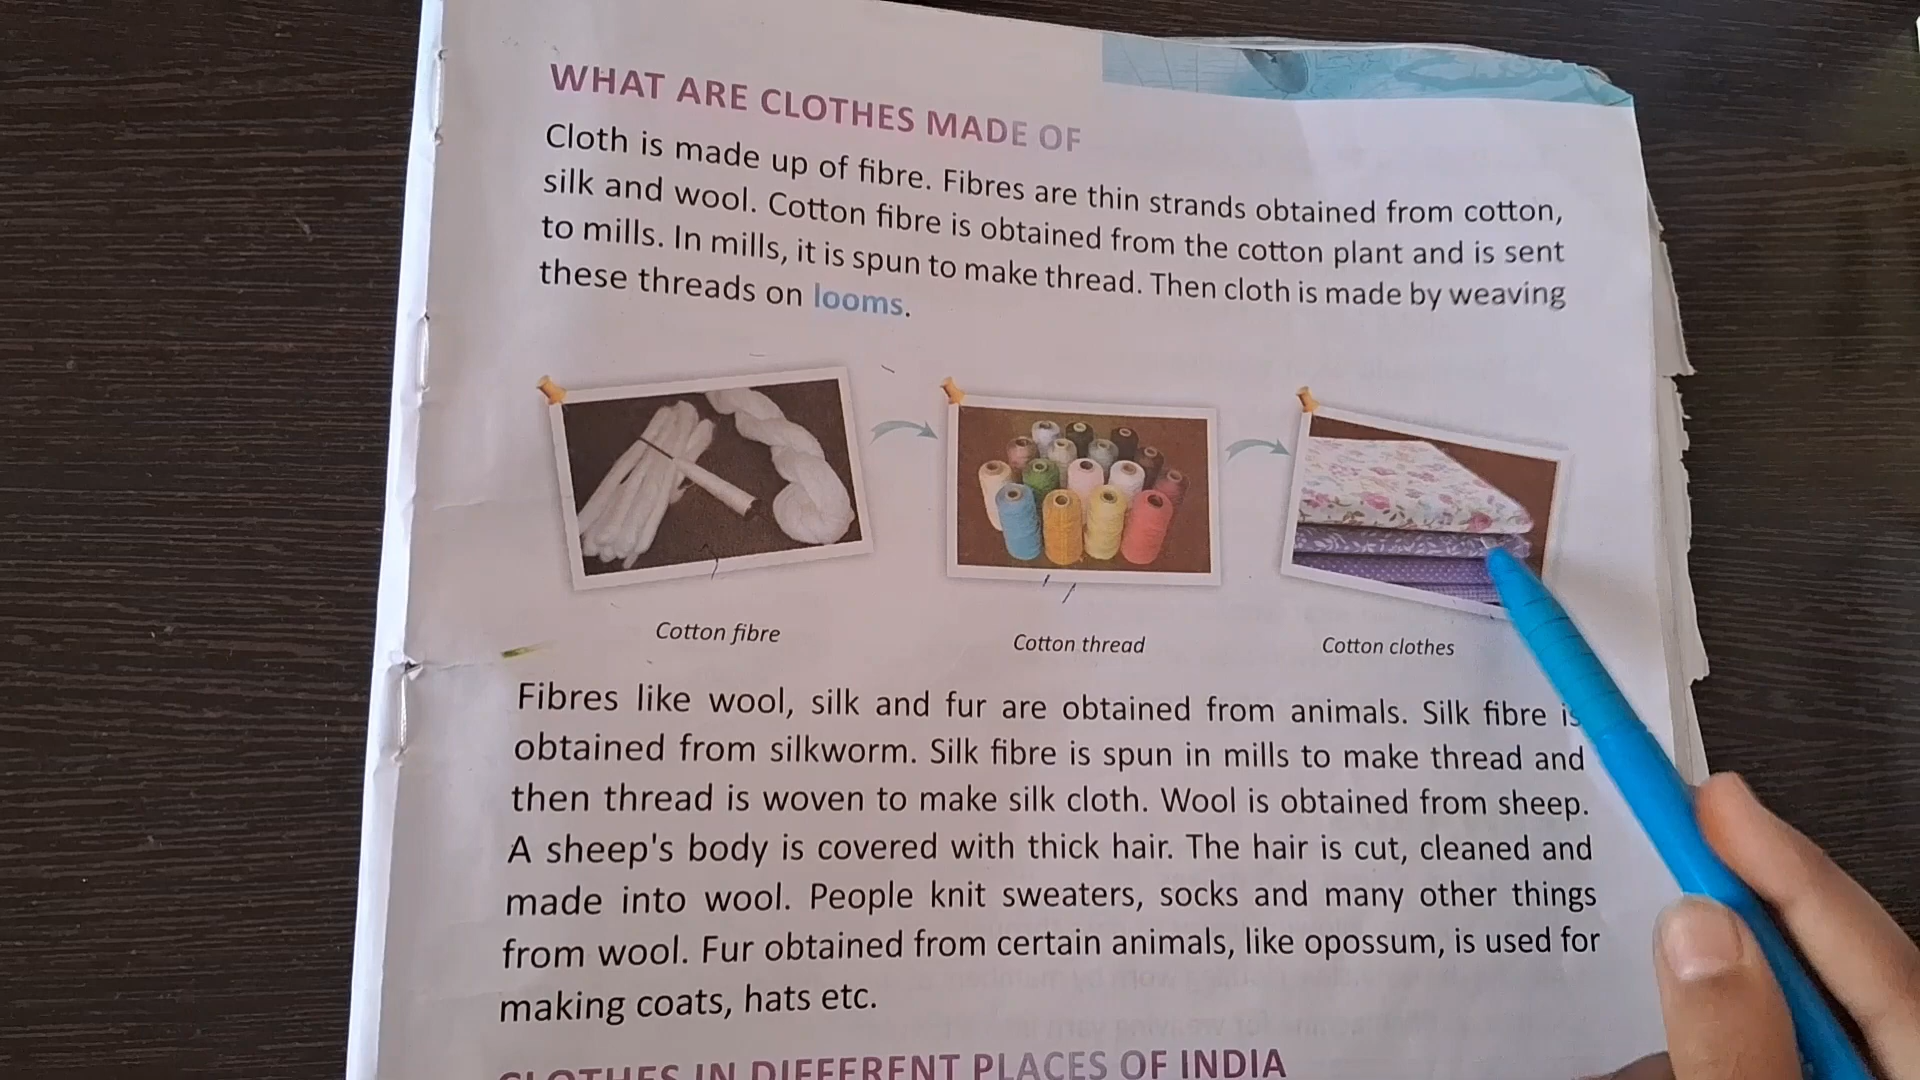 WHAT ARE CLOTHES MADE OF
Cloth is made up of fibre. Fibres are thin strands obtained from cotton,
silk and wool. Cotton fibre is obtained from the cotton plant and is sent
to mills. In mills, it is spun to make thread. Then cloth is made by weaving
these threads on looms.
Cotton fibre
Cotton thread
Cotton clothes
Fibres like wool, silk and fur are obtained from animals. Silk fibre is
obtained from silkworm. Silk fibre is spun in mills to make thread and
then thread is woven to make silk cloth. Wool is obtained from sheep.
A sheep's body is covered with thick hair. The hair is cut, cleaned and
made into wool. People knit sweaters, socks and many other things
from wool. Fur obtained from certain animals, like opossum, is used for
making coats, hats etc.
CLOTHES IN DIFFERENT PLACES OF INDIA